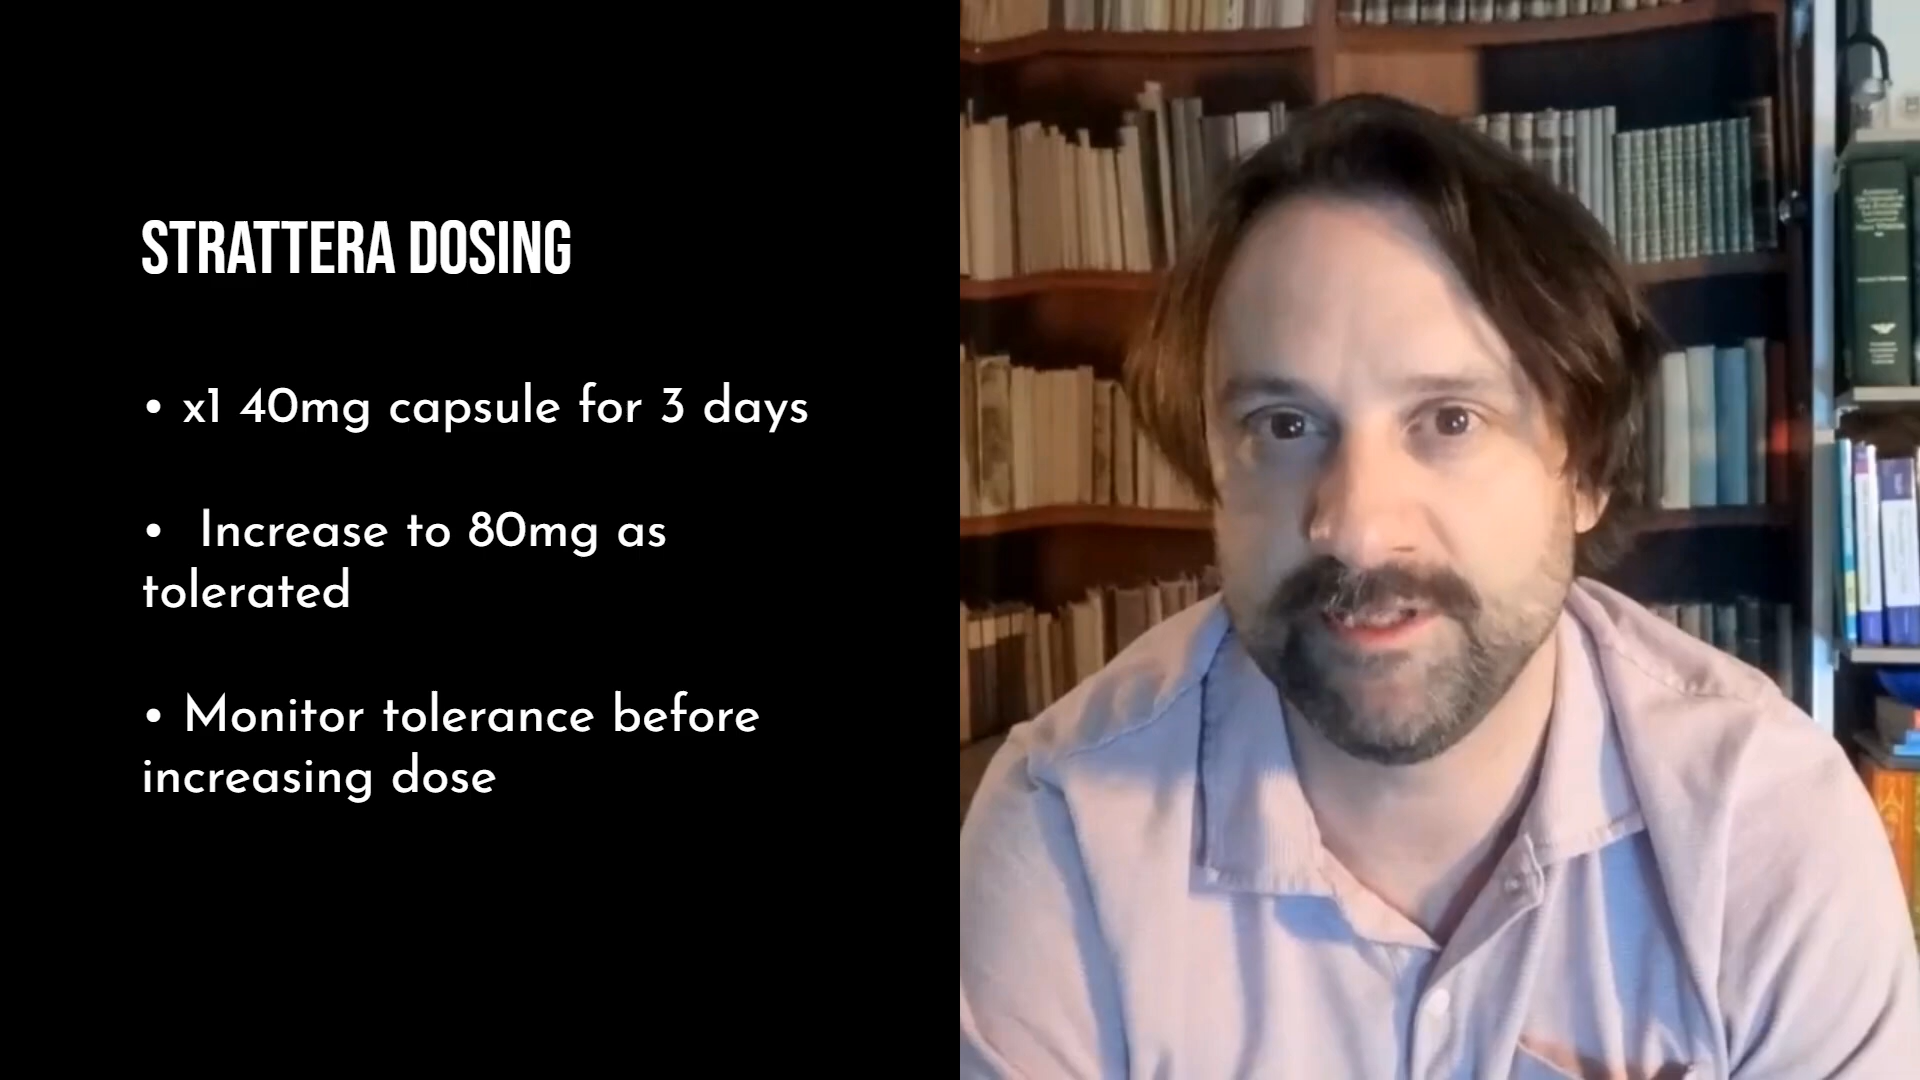 STRATTERA DOSING
• x1 40mg capsule for 3 days
• Increase to 80mg as
tolerated
• Monitor tolerance before
increasing dose